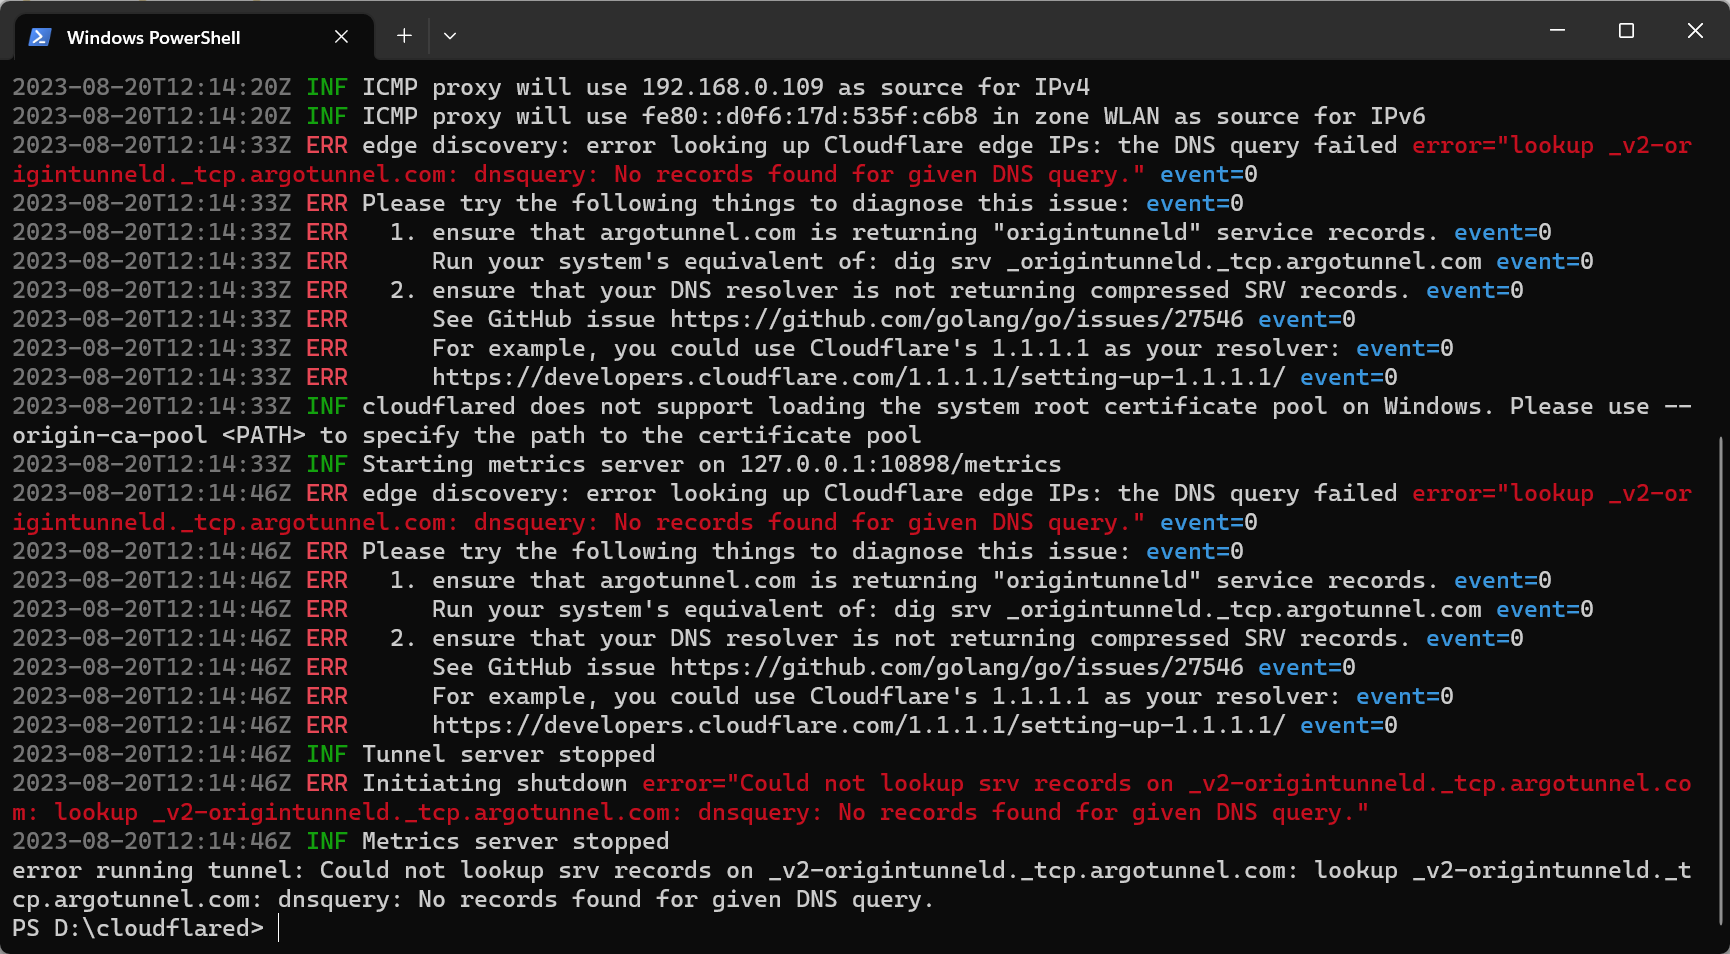 Windows PowerShell
2023-08-20T12:14:20Z INF ICMP proxy will use 192.168.0.109 as source for IPv4
2023-08-20T12:14:20Z INF ICMP proxy will use fe80::d0f6:17d:535f:c6b8 in zone WLAN as source for IPv6
2023-08-20T12:14:33Z ERR edge discovery: error looking up Cloudflare edge IPs: the DNS query failed error="lookup _v2-or
igintunneld._tcp.argotunnel.com: dnsquery: No records found for given DNS query." event=0
2023-08-20T12:14:33Z ERR Please try the following things to diagnose this issue: event=0
2023-08-20T12:14:33Z ERR   1. ensure that argotunnel.com is returning "origintunneld" service records. event=0
2023-08-20T12:14:33Z ERR      Run your system's equivalent of: dig srv _origintunneld._tcp.argotunnel.com event=0
2023-08-20T12:14:33Z ERR   2. ensure that your DNS resolver is not returning compressed SRV records. event=0
2023-08-20T12:14:33Z ERR      See GitHub issue https://github.com/golang/go/issues/27546 event=0
2023-08-20T12:14:33Z ERR      For example, you could use Cloudflare's 1.1.1.1 as your resolver: event=0
2023-08-20T12:14:33Z ERR      https://developers.cloudflare.com/1.1.1.1/setting-up-1.1.1.1/ event=0
2023-08-20T12:14:33Z INF cloudflared does not support loading the system root certificate pool on Windows. Please use --
origin-ca-pool <PATH> to specify the path to the certificate pool
2023-08-20T12:14:33Z INF Starting metrics server on 127.0.0.1:10898/metrics
2023-08-20T12:14:46Z ERR edge discovery: error looking up Cloudflare edge IPs: the DNS query failed error="lookup _v2-or
igintunneld._tcp.argotunnel.com: dnsquery: No records found for given DNS query." event=0
2023-08-20T12:14:46Z ERR Please try the following things to diagnose this issue: event=0
2023-08-20T12:14:46Z ERR   1. ensure that argotunnel.com is returning "origintunneld" service records. event=0
2023-08-20T12:14:46Z ERR      Run your system's equivalent of: dig srv _origintunneld._tcp.argotunnel.com event=0
2023-08-20T12:14:46Z ERR   2. ensure that your DNS resolver is not returning compressed SRV records. event=0
2023-08-20T12:14:46Z ERR      See GitHub issue https://github.com/golang/go/issues/27546 event=0
2023-08-20T12:14:46Z ERR      For example, you could use Cloudflare's 1.1.1.1 as your resolver: event=0
2023-08-20T12:14:46Z ERR      https://developers.cloudflare.com/1.1.1.1/setting-up-1.1.1.1/ event=0
2023-08-20T12:14:46Z INF Tunnel server stopped
2023-08-20T12:14:46Z ERR Initiating shutdown error="Could not lookup srv records on _v2-origintunneld._tcp.argotunnel.co
m: lookup _v2-origintunneld._tcp.argotunnel.com: dnsquery: No records found for given DNS query."
2023-08-20T12:14:46Z INF Metrics server stopped
error running tunnel: Could not lookup srv records on _v2-origintunneld._tcp.argotunnel.com: lookup _v2-origintunneld._t
cp.argotunnel.com: dnsquery: No records found for given DNS query.
PS D:\cloudflared>